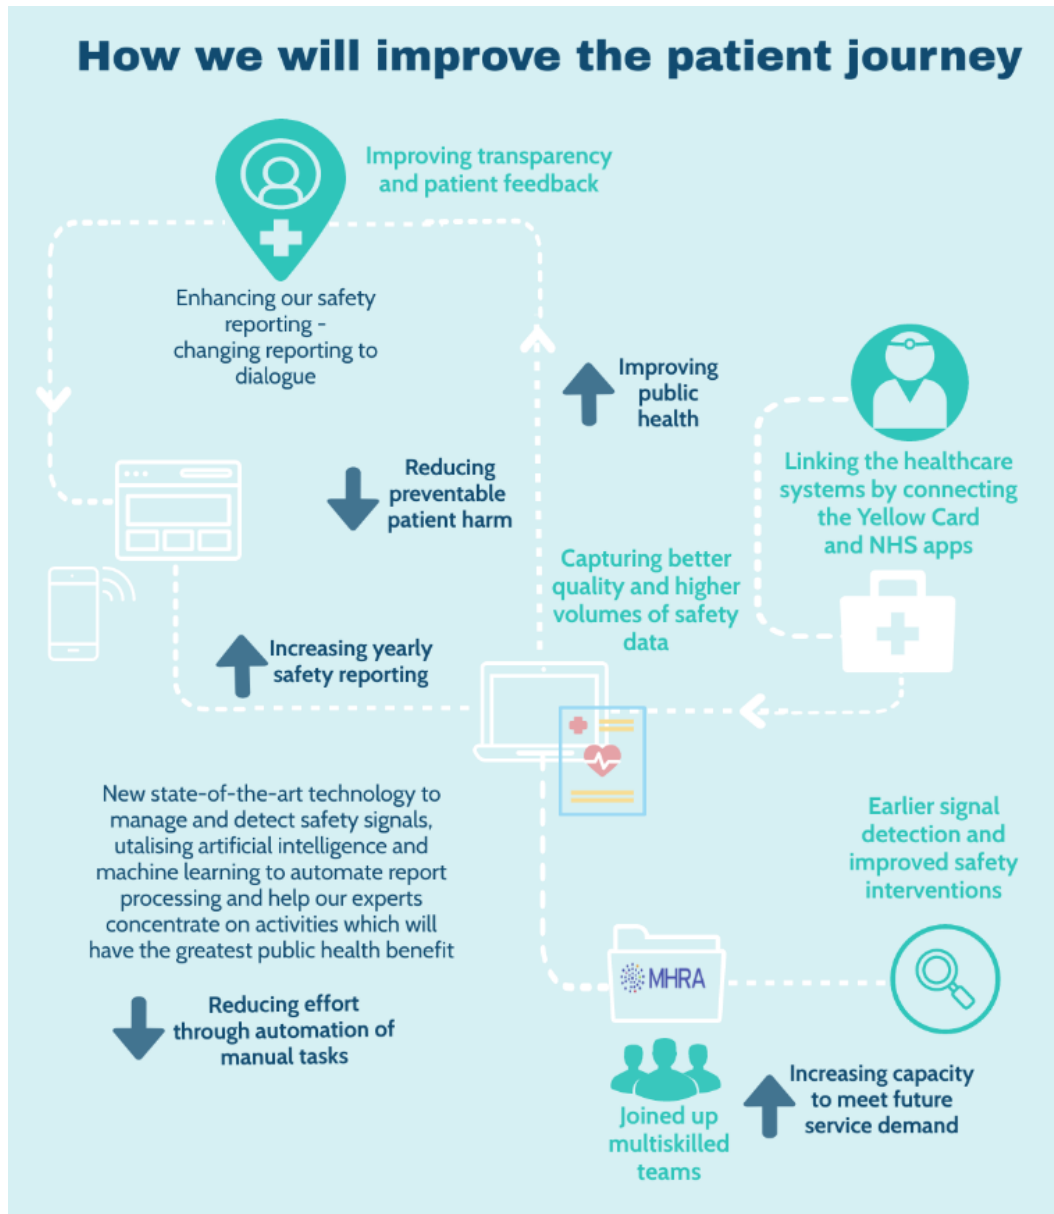 How we will improve the patient journey
Improving transparency
and patient feedback
Enhancing our safety
reporting -
changing reporting to
dialogue
Improving
public
health
Linking the healthcare
systems by connecting
the Yellow Card
and NHS apps
Reducing
preventable
patient harm
Capturing better
quality and higher
volumes of safety
data
Increasing yearly
safety reporting
New state-of-the-art technology to
manage and detect safety signals,
utalising artificial intelligence and
machine learning to automate report
processing and help our experts
concentrate on activities which will
have the greatest public health benefit
Earlier signal
detection and
improved safety
interventions
MHRA
Reducing effort
through automation of
manual tasks
Joined up
multiskilled
teams
Increasing capacity
to meet future
service demand